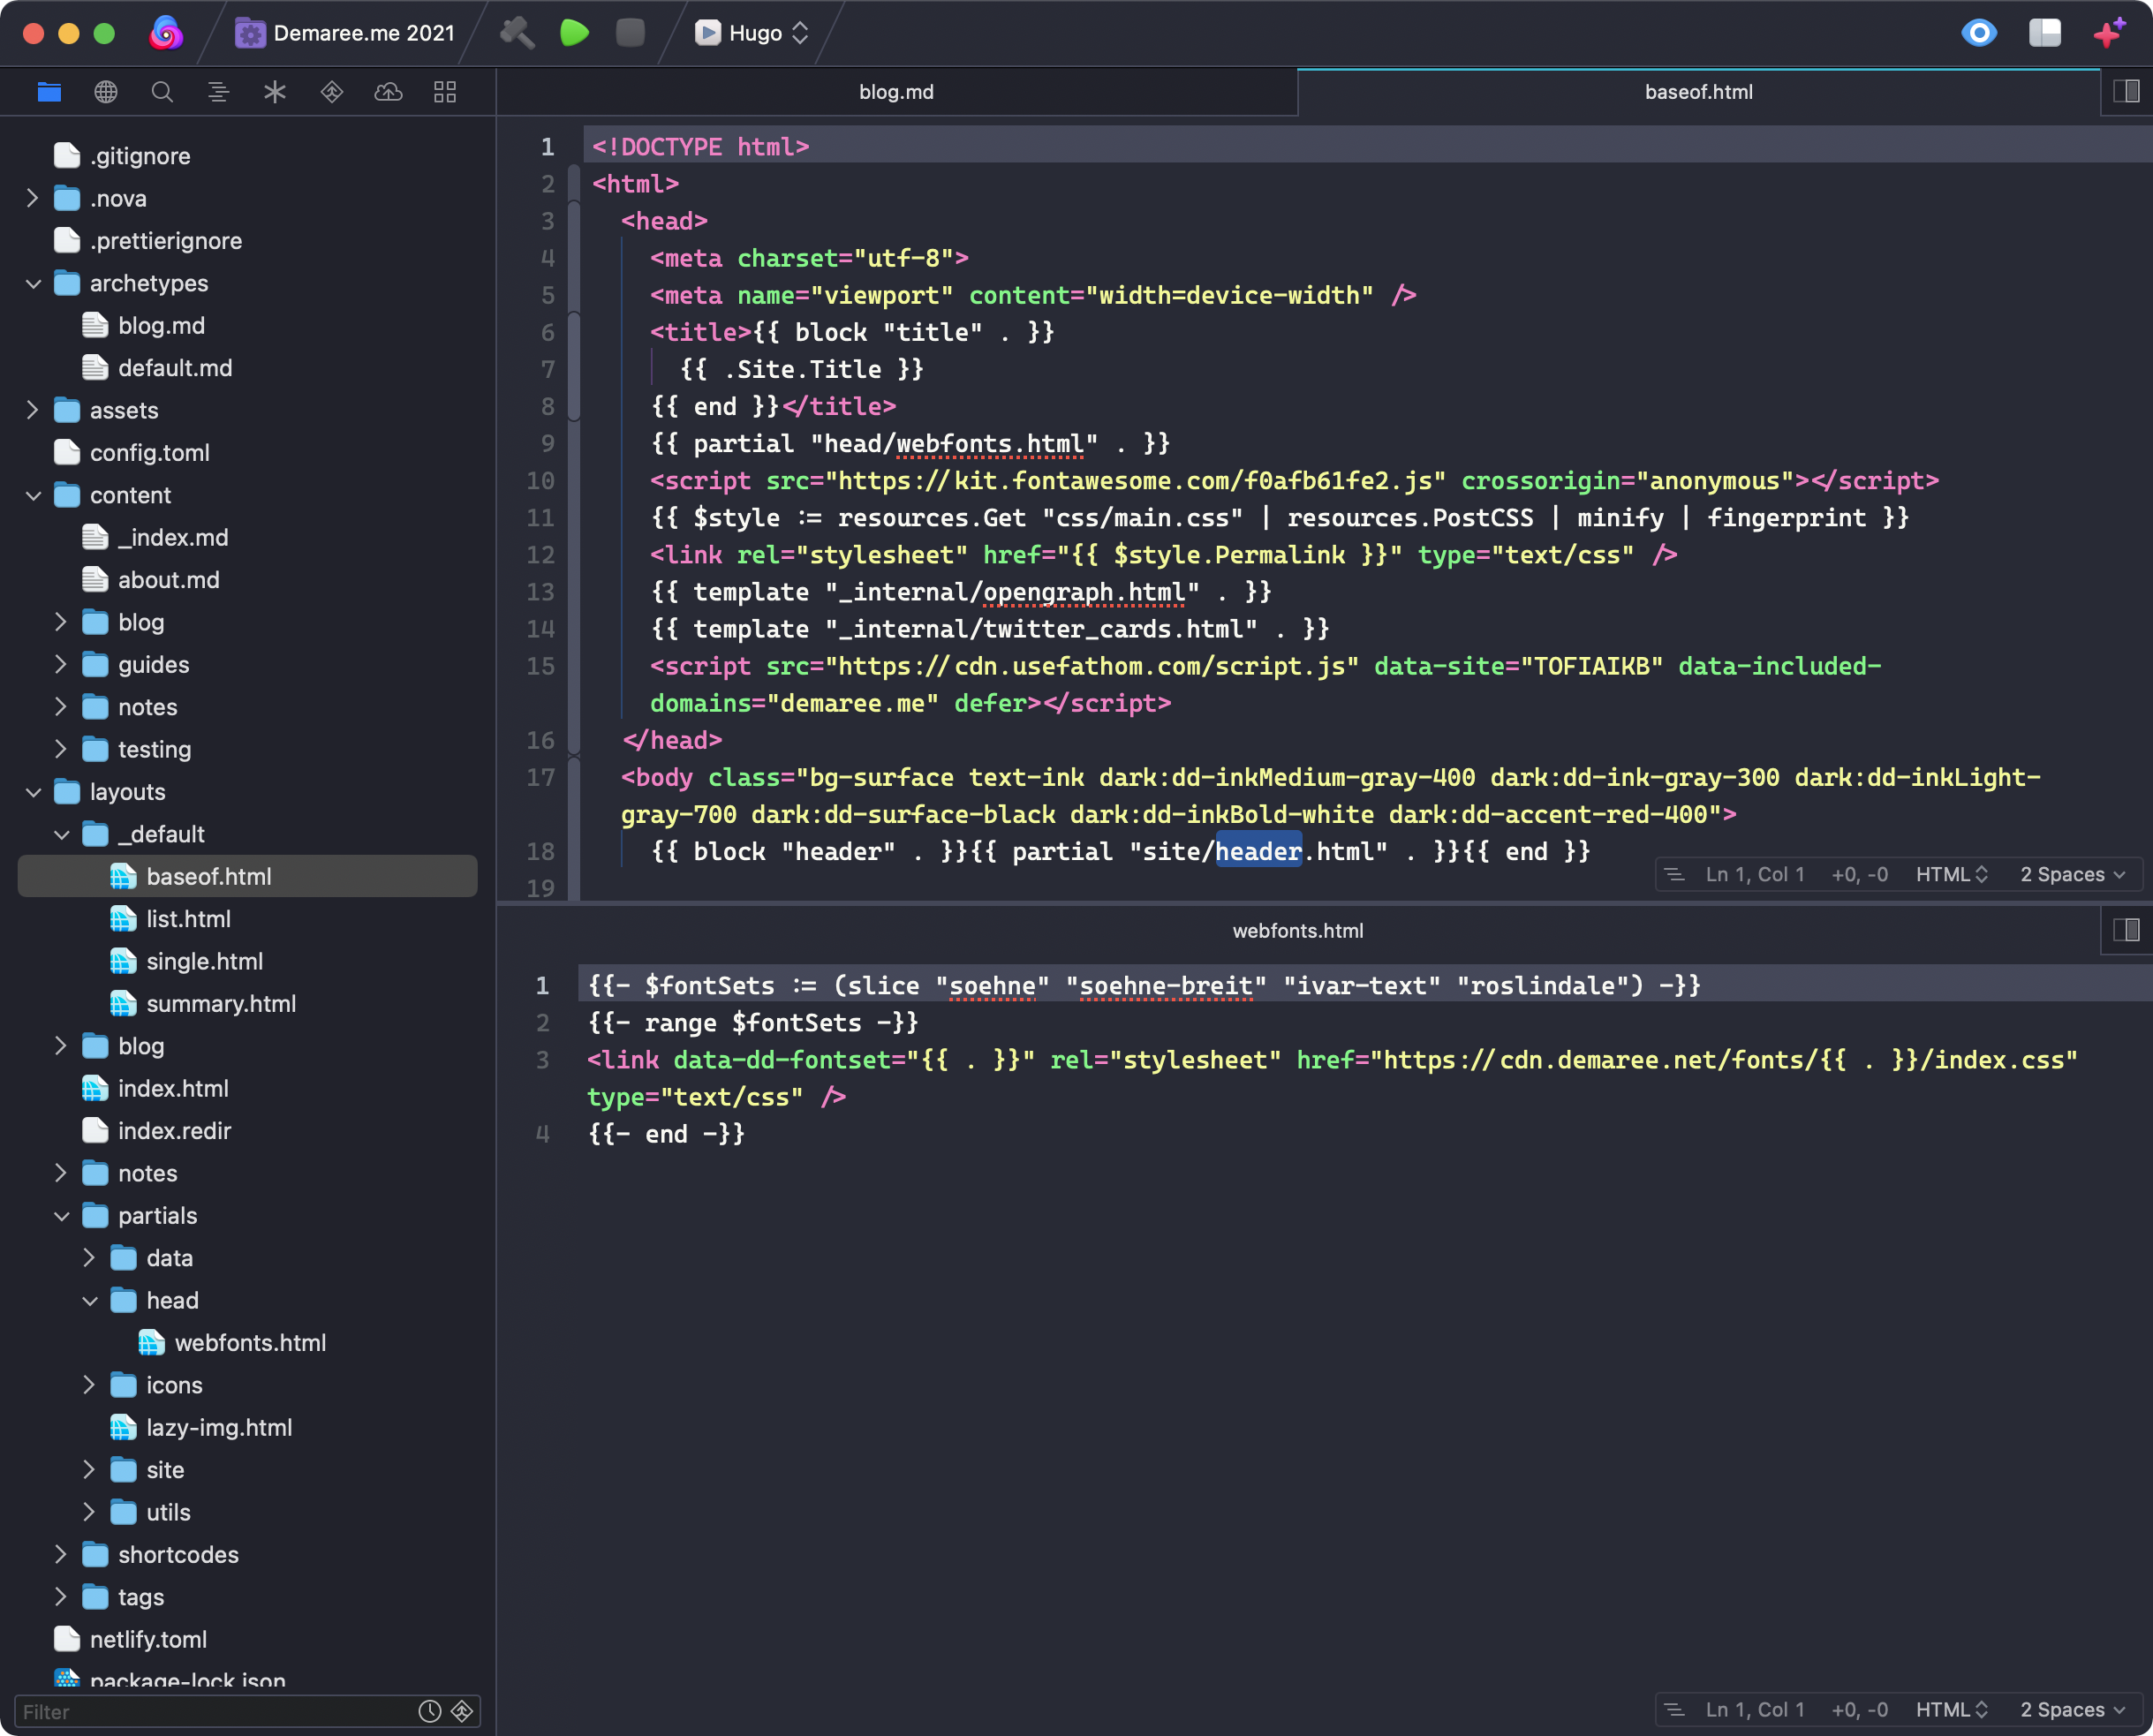 Demaree.me 2021
Hugo
.gitignore
.nova
.prettierignore
archetypes
blog.md
default.md
assets
config.toml
content
_index.md
about.md
blog
guides
notes
testing
layouts
_default
baseof.html
list.html
single.html
summary.html
blog
index.html
index.redir
notes
partials
data
head
webfonts.html
icons
lazy-img.html
site
utils
shortcodes
tags
netlify.toml
package-lock.json
Filter
blog.md
baseof.html
1 <!DOCTYPE html>
2 <html>
3 <head>
4 <meta charset="utf-8">
5 <meta name="viewport" content="width=device-width" />
6 <title>{{ block "title" . }}
7 {{ .Site.Title }}
8 {{ end }}</title>
9 {{ partial "head/webfonts.html" . }}
10 <script src="https://kit.fontawesome.com/f0afb61fe2.js" crossorigin="anonymous"></script>
11 {{ $style := resources.Get "css/main.css" | resources.PostCSS | minify | fingerprint }}
12 <link rel="stylesheet" href="{{ $style.Permalink }}" type="text/css" />
13 {{ template "_internal/opengraph.html" . }}
14 {{ template "_internal/twitter_cards.html" . }}
15 <script src="https://cdn.usefathom.com/script.js" data-site="TOFIAIKB" data-included-
domains="demaree.me" defer></script>
16 </head>
17 <body class="bg-surface text-ink dark:dd-inkMedium-gray-400 dark:dd-ink-gray-300 dark:dd-inkLight-
gray-700 dark:dd-surface-black dark:dd-inkBold-white dark:dd-accent-red-400">
18 {{ block "header" . }}{{ partial "site/header.html" . }}{{ end }}
19
Ln 1, Col 1 +0, -0 HTML 2 Spaces
webfonts.html
1 {{- $fontSets := (slice "soehne" "soehne-breit" "ivar-text" "roslindale") -}}
2 {{- range $fontSets -}}
3 <link data-dd-fontset="{{ . }}" rel="stylesheet" href="https://cdn.demaree.net/fonts/{{ . }}/index.css"
type="text/css" />
4 {{- end -}}
Ln 1, Col 1 +0, -0 HTML 2 Spaces